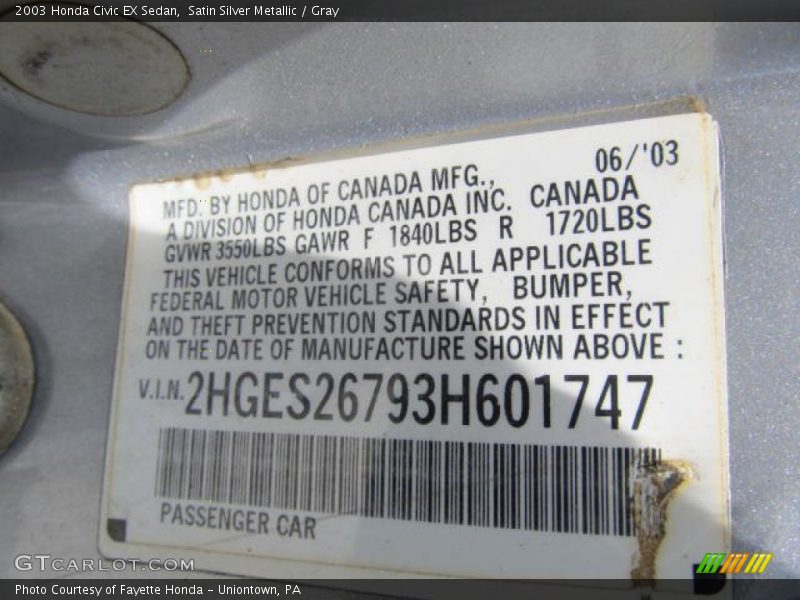 2003 Honda Civic EX Sedan,  Satin Silver Metallic / Gray
06/'03
MFD. BY HONDA OF CANADA MFG.,
A DIVISION OF HONDA CANADA INC. CANADA
GVWR 3550LBS GAWR F 1840LBS R 1720LBS
THIS VEHICLE CONFORMS TO ALL APPLICABLE
FEDERAL MOTOR VEHICLE SAFETY, BUMPER,
AND THEFT PREVENTION STANDARDS IN EFFECT
ON THE DATE OF MANUFACTURE SHOWN ABOVE :
V.I.N. 2HGES26793H601747
PASSENGER CAR
GTCARLOT.COM
Photo Courtesy of Fayette Honda - Uniontown, PA